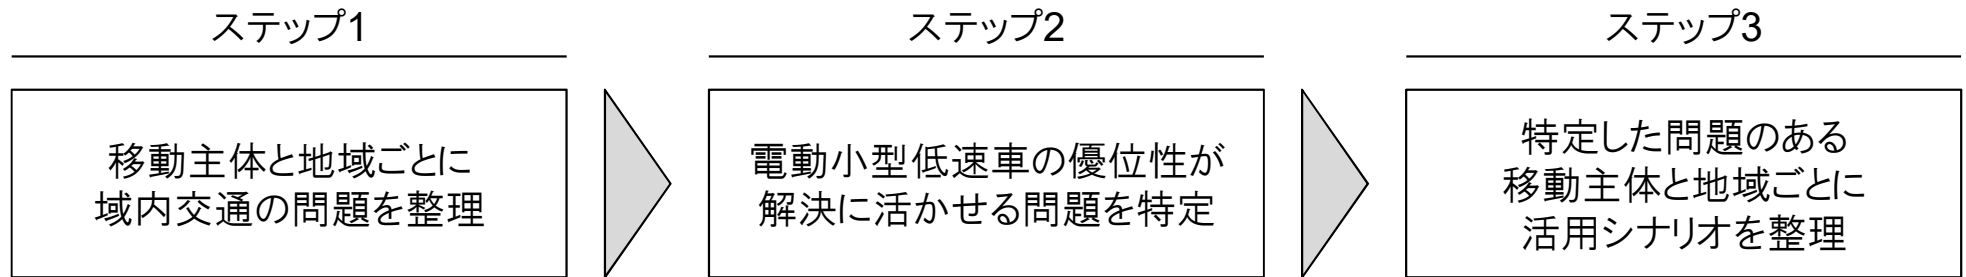 ステップ1
移動主体と地域ごとに
域内交通の問題を整理
ステップ2
電動小型低速車の優位性が
解決に活かせる問題を特定
ステップ3
特定した問題のある
移動主体と地域ごとに
活用シナリオを整理